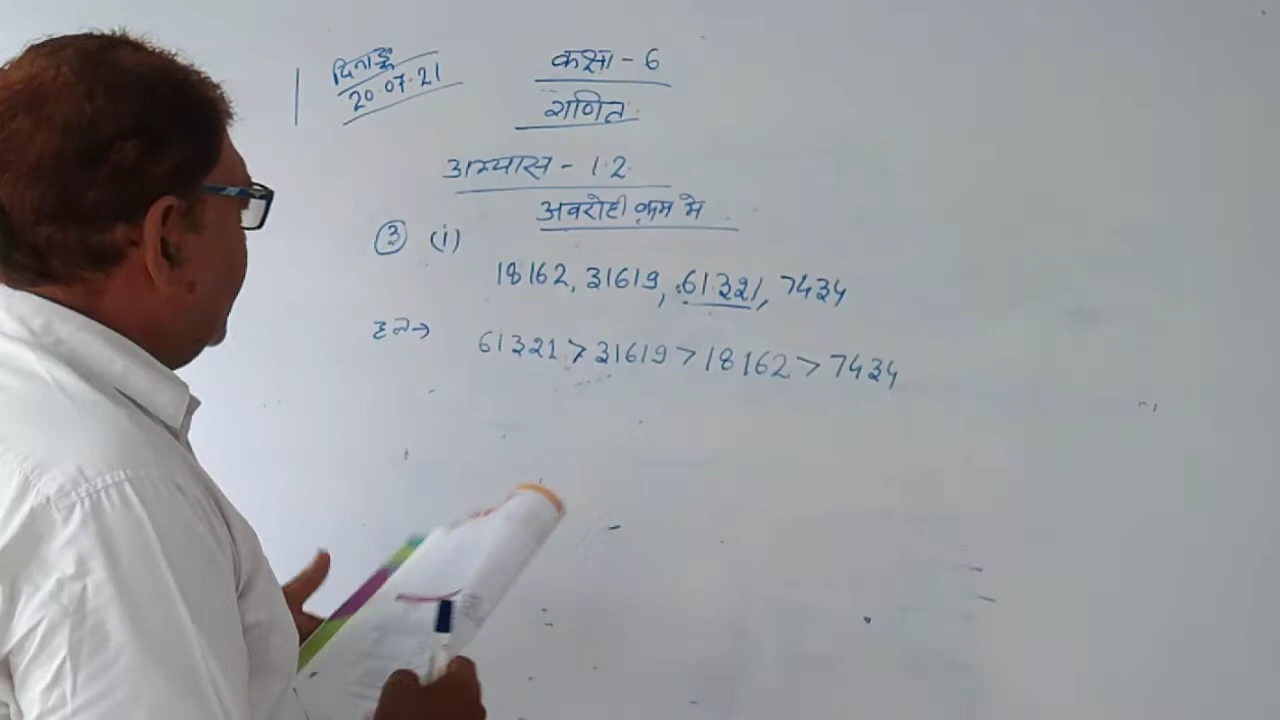 दिनाङ्क
20.07.21
कक्षा - 6
गणित
अभ्यास - 1.2.
अवरोही क्रम मे
③ (i)
18162, 31619, 61321, 7434
हल→ 61321 > 31619 > 18162 > 7434